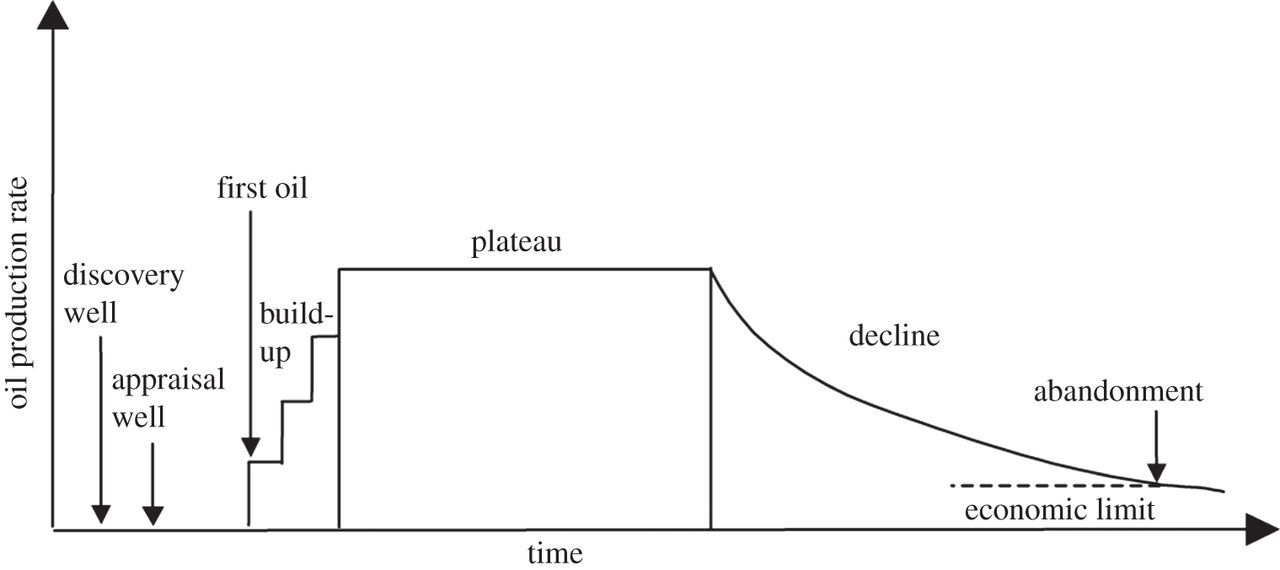 first oil
plateau
discovery
well
build-
up
decline
appraisal
well
abandonment
oil production rate
economic limit
time